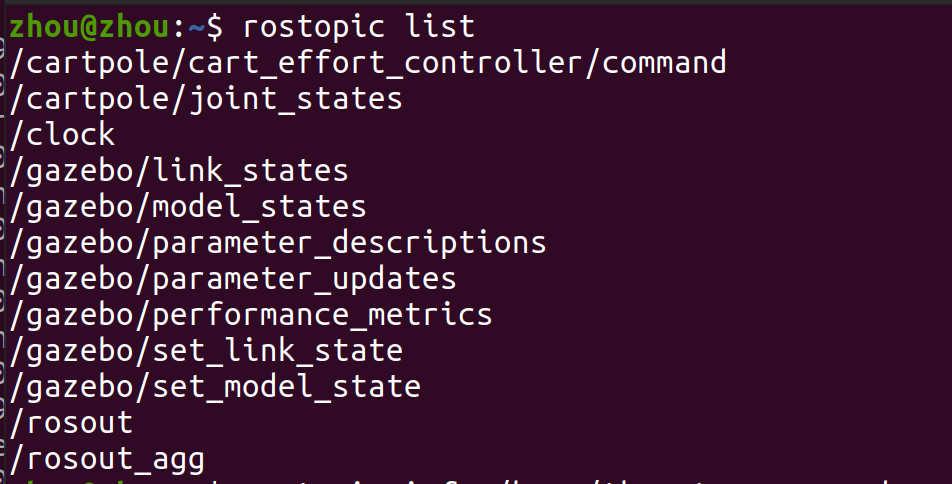 zhou@zhou:~$ rostopic list
/cartpole/cart_effort_controller/command
/cartpole/joint_states
/clock
/gazebo/link_states
/gazebo/model_states
/gazebo/parameter_descriptions
/gazebo/parameter_updates
/gazebo/performance_metrics
/gazebo/set_link_state
/gazebo/set_model_state
/rosout
/rosout_agg